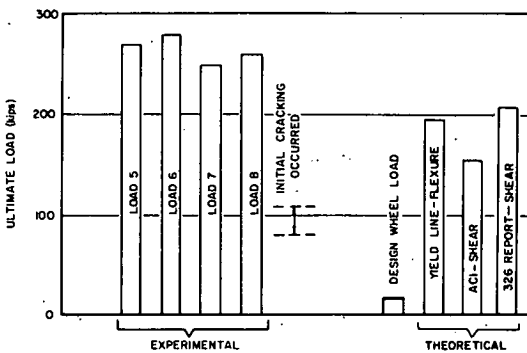 300
200
100
0
ULTIMATE LOAD (kips)
LOAD 5
LOAD 6
LOAD 7
LOAD 8
INITIAL CRACKING
OCCURRED
DESIGN WHEEL LOAD
YIELD LINE-FLEXURE
ACI-SHEAR
326 REPORT-SHEAR
EXPERIMENTAL
THEORETICAL